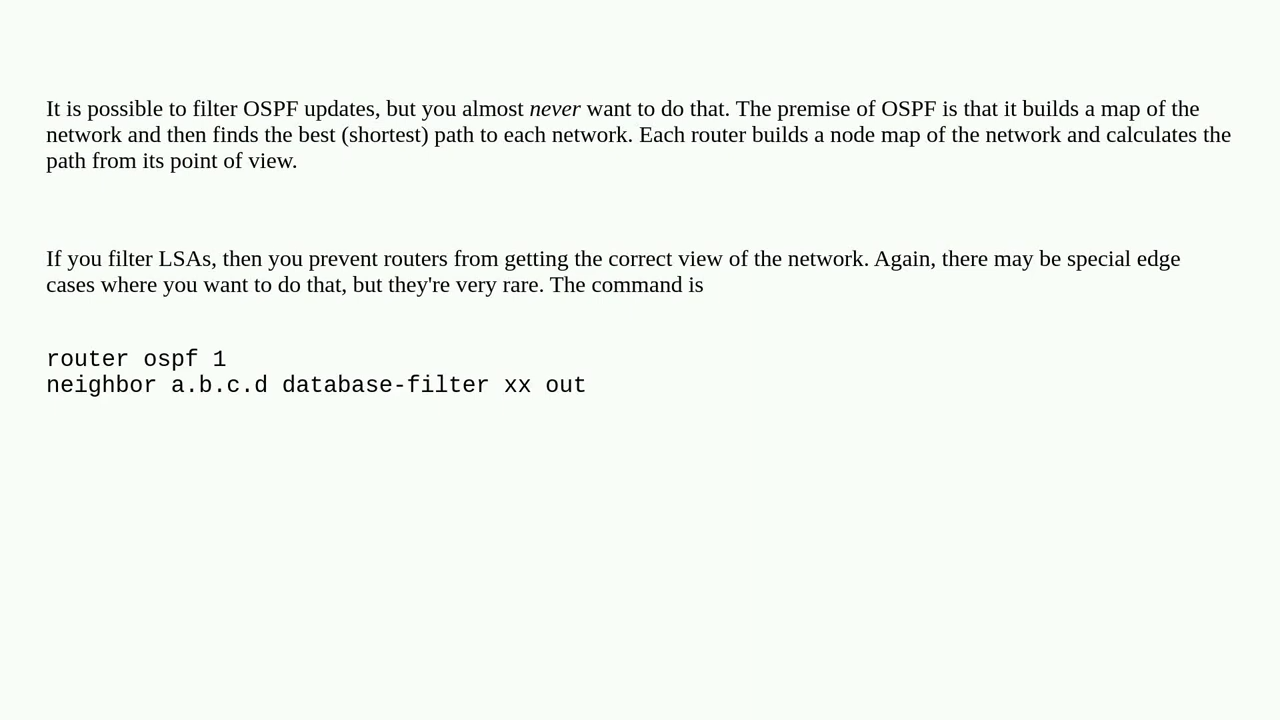 It is possible to filter OSPF updates, but you almost never want to do that. The premise of OSPF is that it builds a map of the
network and then finds the best (shortest) path to each network. Each router builds a node map of the network and calculates the
path from its point of view.
If you filter LSAs, then you prevent routers from getting the correct view of the network. Again, there may be special edge
cases where you want to do that, but they're very rare. The command is
router ospf 1
neighbor a.b.c.d database-filter xx out